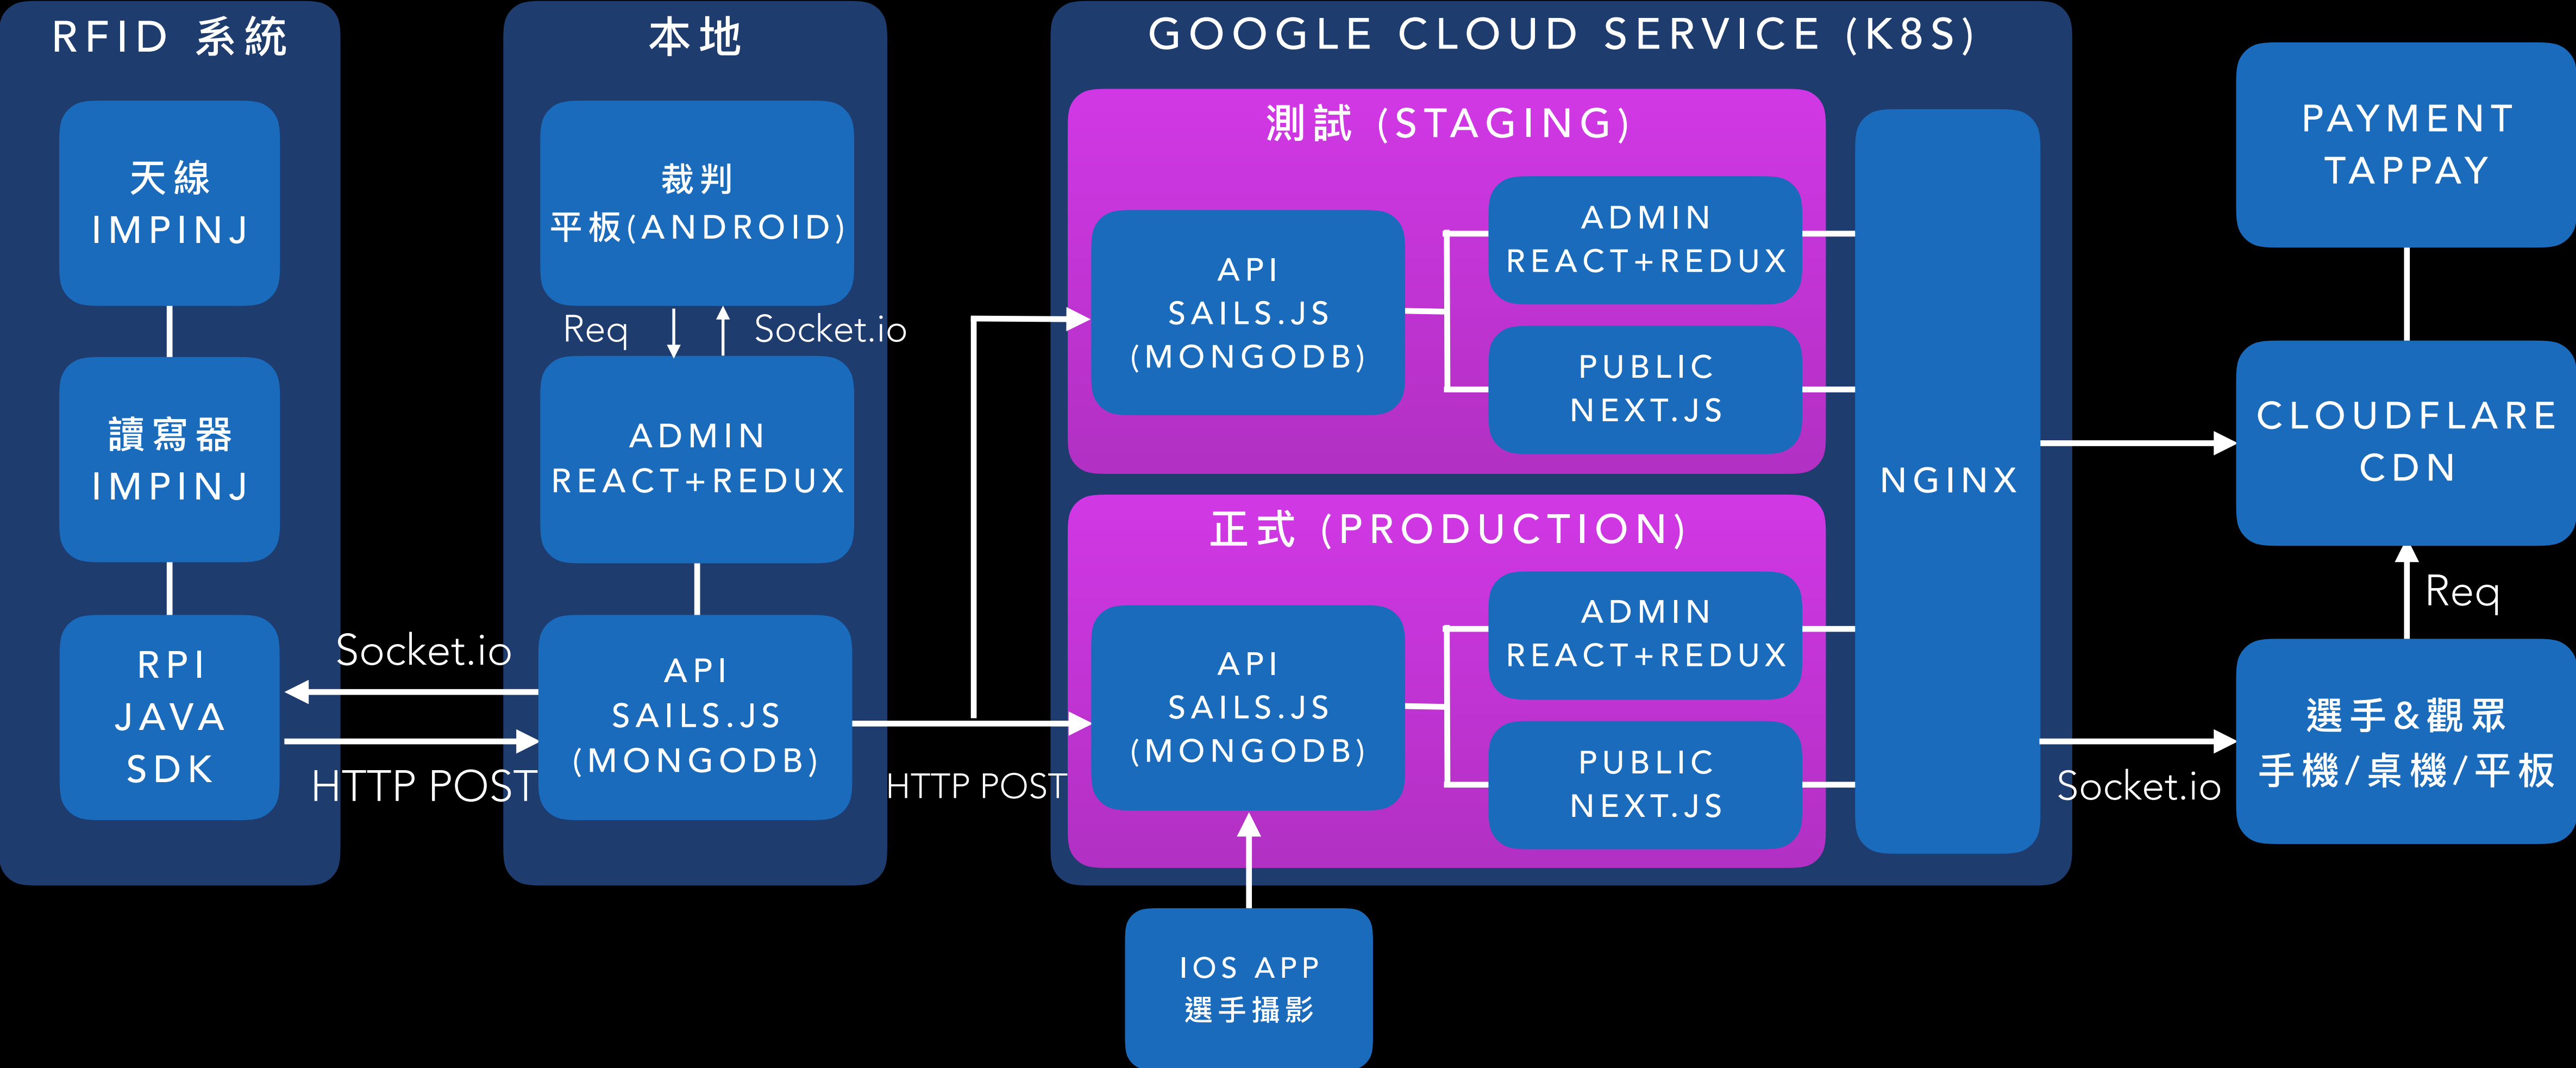 RFID 系統
天線
IMPINJ
讀寫器
IMPINJ
RPI
JAVA
SDK
Socket.io
HTTP POST
本地
裁判
平板(ANDROID)
Req
Socket.io
ADMIN
REACT+REDUX
API
SAILS.JS
(MONGODB)
HTTP POST
GOOGLE CLOUD SERVICE (K8S)
測試 (STAGING)
API
SAILS.JS
(MONGODB)
ADMIN
REACT+REDUX
PUBLIC
NEXT.JS
正式 (PRODUCTION)
API
SAILS.JS
(MONGODB)
ADMIN
REACT+REDUX
PUBLIC
NEXT.JS
NGINX
IOS APP
選手攝影
PAYMENT
TAPPAY
CLOUDFLARE
CDN
Req
選手&觀眾
手機/桌機/平板
Socket.io